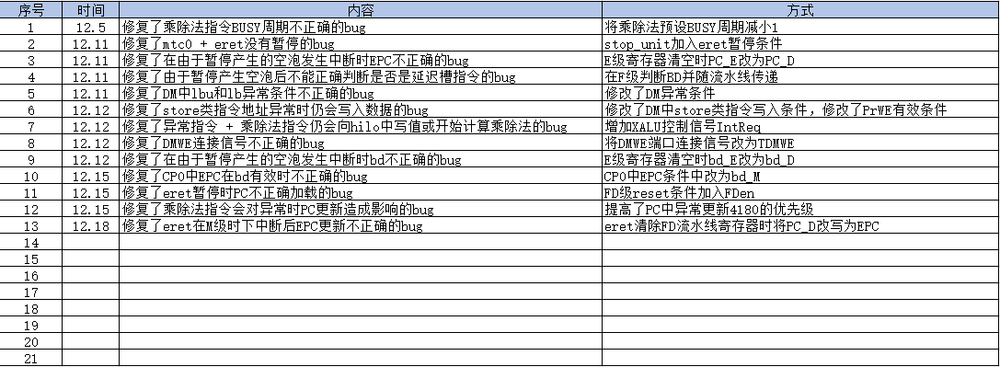 序号 时间 内容 方式
1 12.5 修复了乘除法指令BUSY周期不正确的bug 将乘除法预设BUSY周期减小1
2 12.11 修复了mtc0 + eret没有暂停的bug stop_unit加入eret暂停条件
3 12.11 修复了在由于暂停产生的空泡发生中断时EPC不正确的bug E级寄存器清空时PC_E改为PC_D
4 12.11 修复了由于暂停产生空泡后不能正确判断是否是延迟槽指令的bug 在F级判断BD并随流水线传递
5 12.11 修复了DM中lbu和lb异常条件不正确的bug 修改了DM异常条件
6 12.12 修复了store类指令地址异常时仍会写入数据的bug 修改了DM中store类指令写入条件，修改了PrWE有效条件
7 12.12 修复了异常指令 + 乘除法指令仍会向hilo中写值或开始计算乘除法的bug 增加XALU控制信号IntReq
8 12.12 修复了DMWE连接信号不正确的bug 将DMWE端口连接信号改为TDMWE
9 12.12 修复了在由于暂停产生的空泡发生中断时bd不正确的bug E级寄存器清空时bd_E改为bd_D
10 12.15 修复了CP0中EPC在bd有效时不正确的bug CP0中EPC条件中改为bd_M
11 12.15 修复了eret暂停时PC不正确加载的bug FD级reset条件加入FDen
12 12.15 修复了乘除法指令会对异常时PC更新造成影响的bug 提高了PC中异常更新4180的优先级
13 12.18 修复了eret在M级时下中断后EPC更新不正确的bug eret清除FD流水线寄存器时将PC_D改写为EPC
14
15
16
17
18
19
20
21